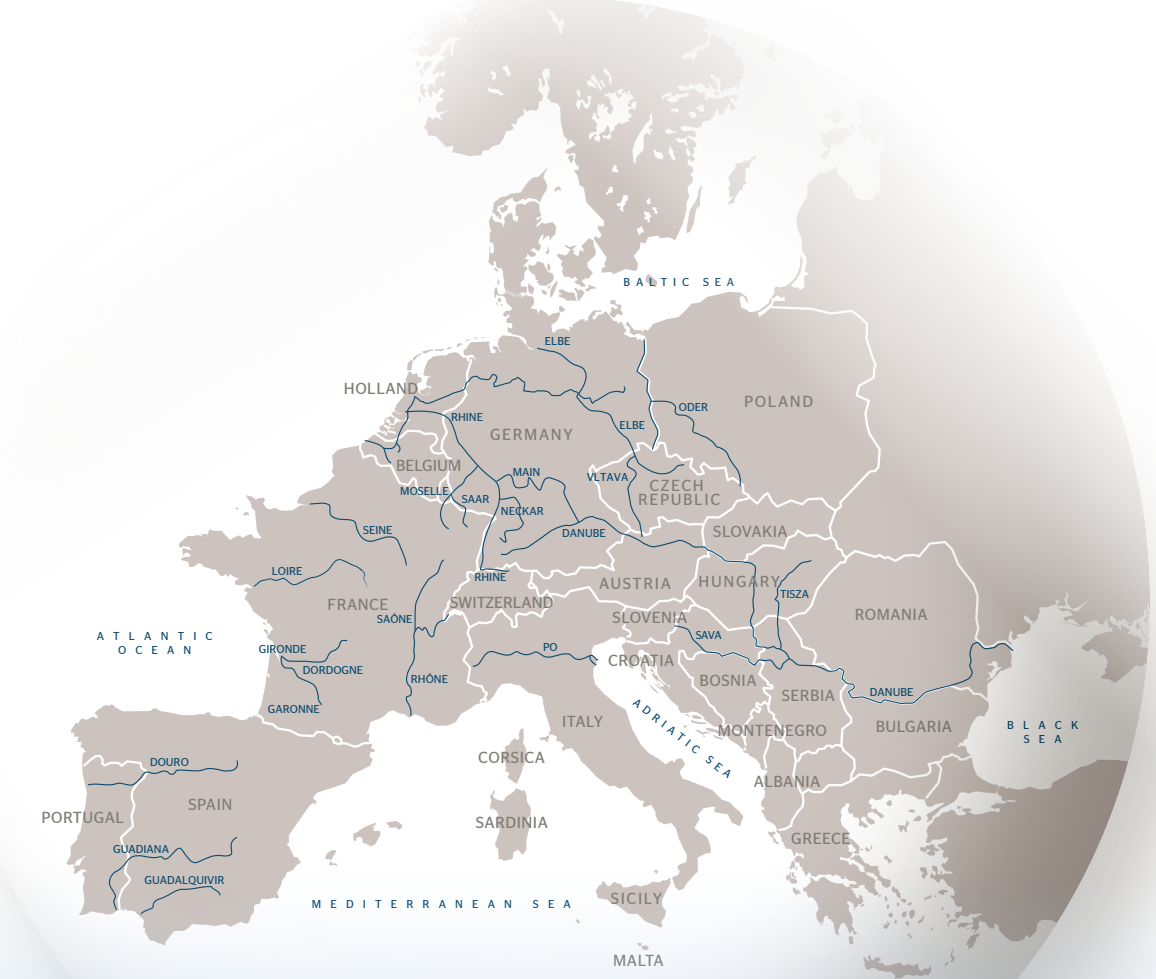 BALTIC SEA
ELBE
HOLLAND
POLAND
ODER
RHINE
ELBE
GERMANY
BELGIUM
MAIN
VLTAVA
CZECH
REPUBLIC
MOSELLE
SAAR
NECKAR
SEINE
DANUBE
SLOVAKIA
LOIRE
RHINE
AUSTRIA
HUNGARY
TISZA
FRANCE
SWITZERLAND
SAÔNE
SLOVENIA
ROMANIA
ATLANTIC
OCEAN
SAVA
GIRONDE
PO
CROATIA
DORDOGNE
RHÔNE
BOSNIA
SERBIA
DANUBE
GARONNE
ITALY
ADRIATIC SEA
MONTENEGRO
BULGARIA
BLACK
SEA
CORSICA
DOURO
ALBANIA
SPAIN
PORTUGAL
SARDINIA
GREECE
GUADIANA
GUADALQUIVIR
SICILY
MEDITERRANEAN SEA
MALTA